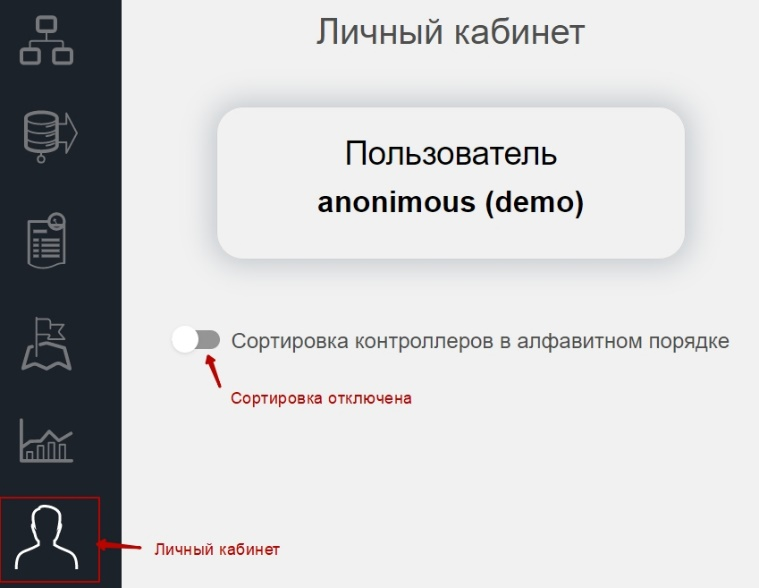 Личный кабинет
Пользователь
anonimous (demo)
Сортировка контроллеров в алфавитном порядке
Сортировка отключена
Личный кабинет